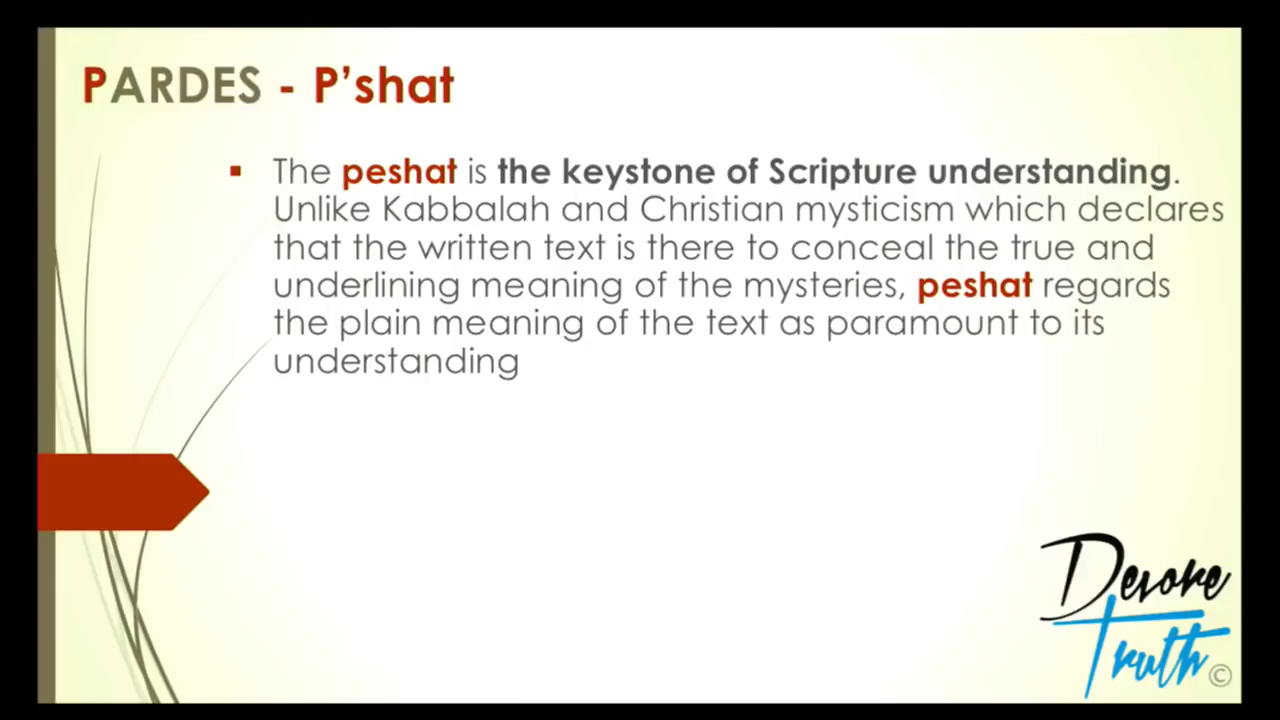 PARDES - P'shat
▪ The peshat is the keystone of Scripture understanding.
Unlike Kabbalah and Christian mysticism which declares
that the written text is there to conceal the true and
underlining meaning of the mysteries, peshat regards
the plain meaning of the text as paramount to its
understanding
Devore
Truth ©